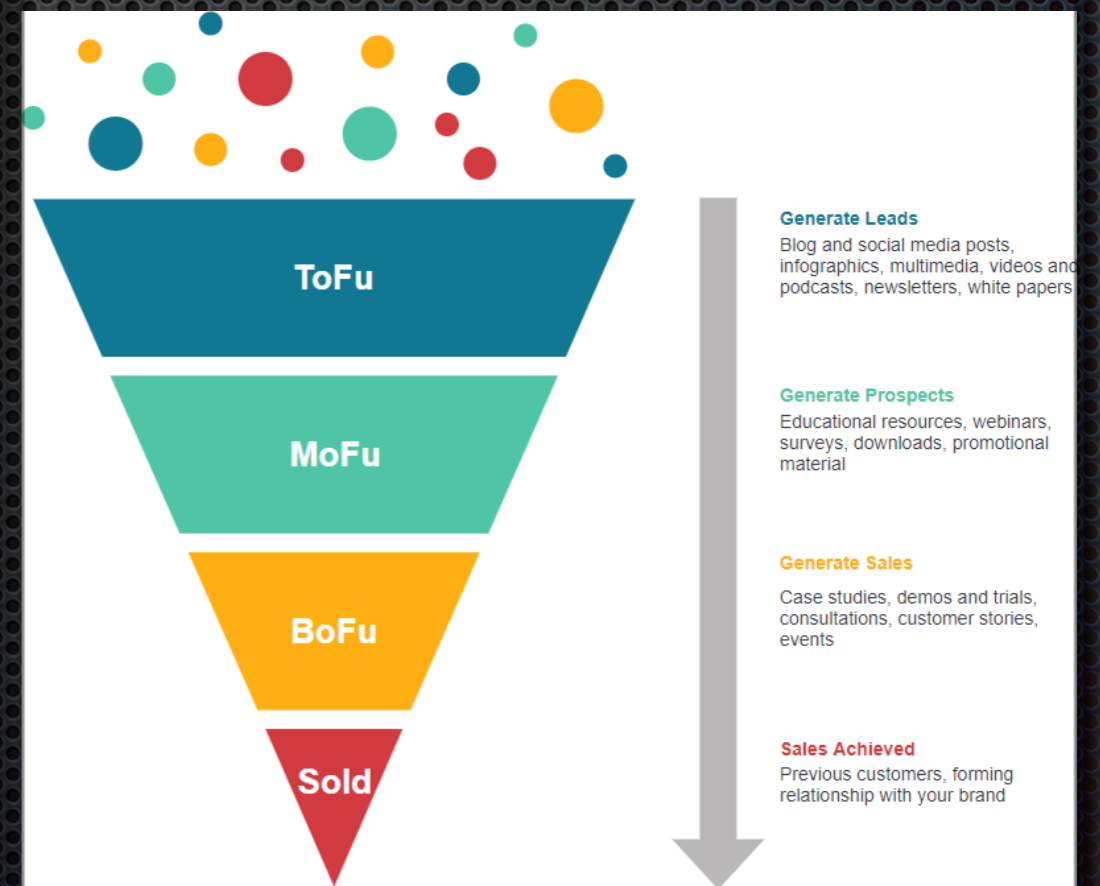 ToFu
Generate Leads
Blog and social media posts,
infographics, multimedia, videos and
podcasts, newsletters, white papers
MoFu
Generate Prospects
Educational resources, webinars,
surveys, downloads, promotional
material
BoFu
Generate Sales
Case studies, demos and trials,
consultations, customer stories,
events
Sold
Sales Achieved
Previous customers, forming
relationship with your brand